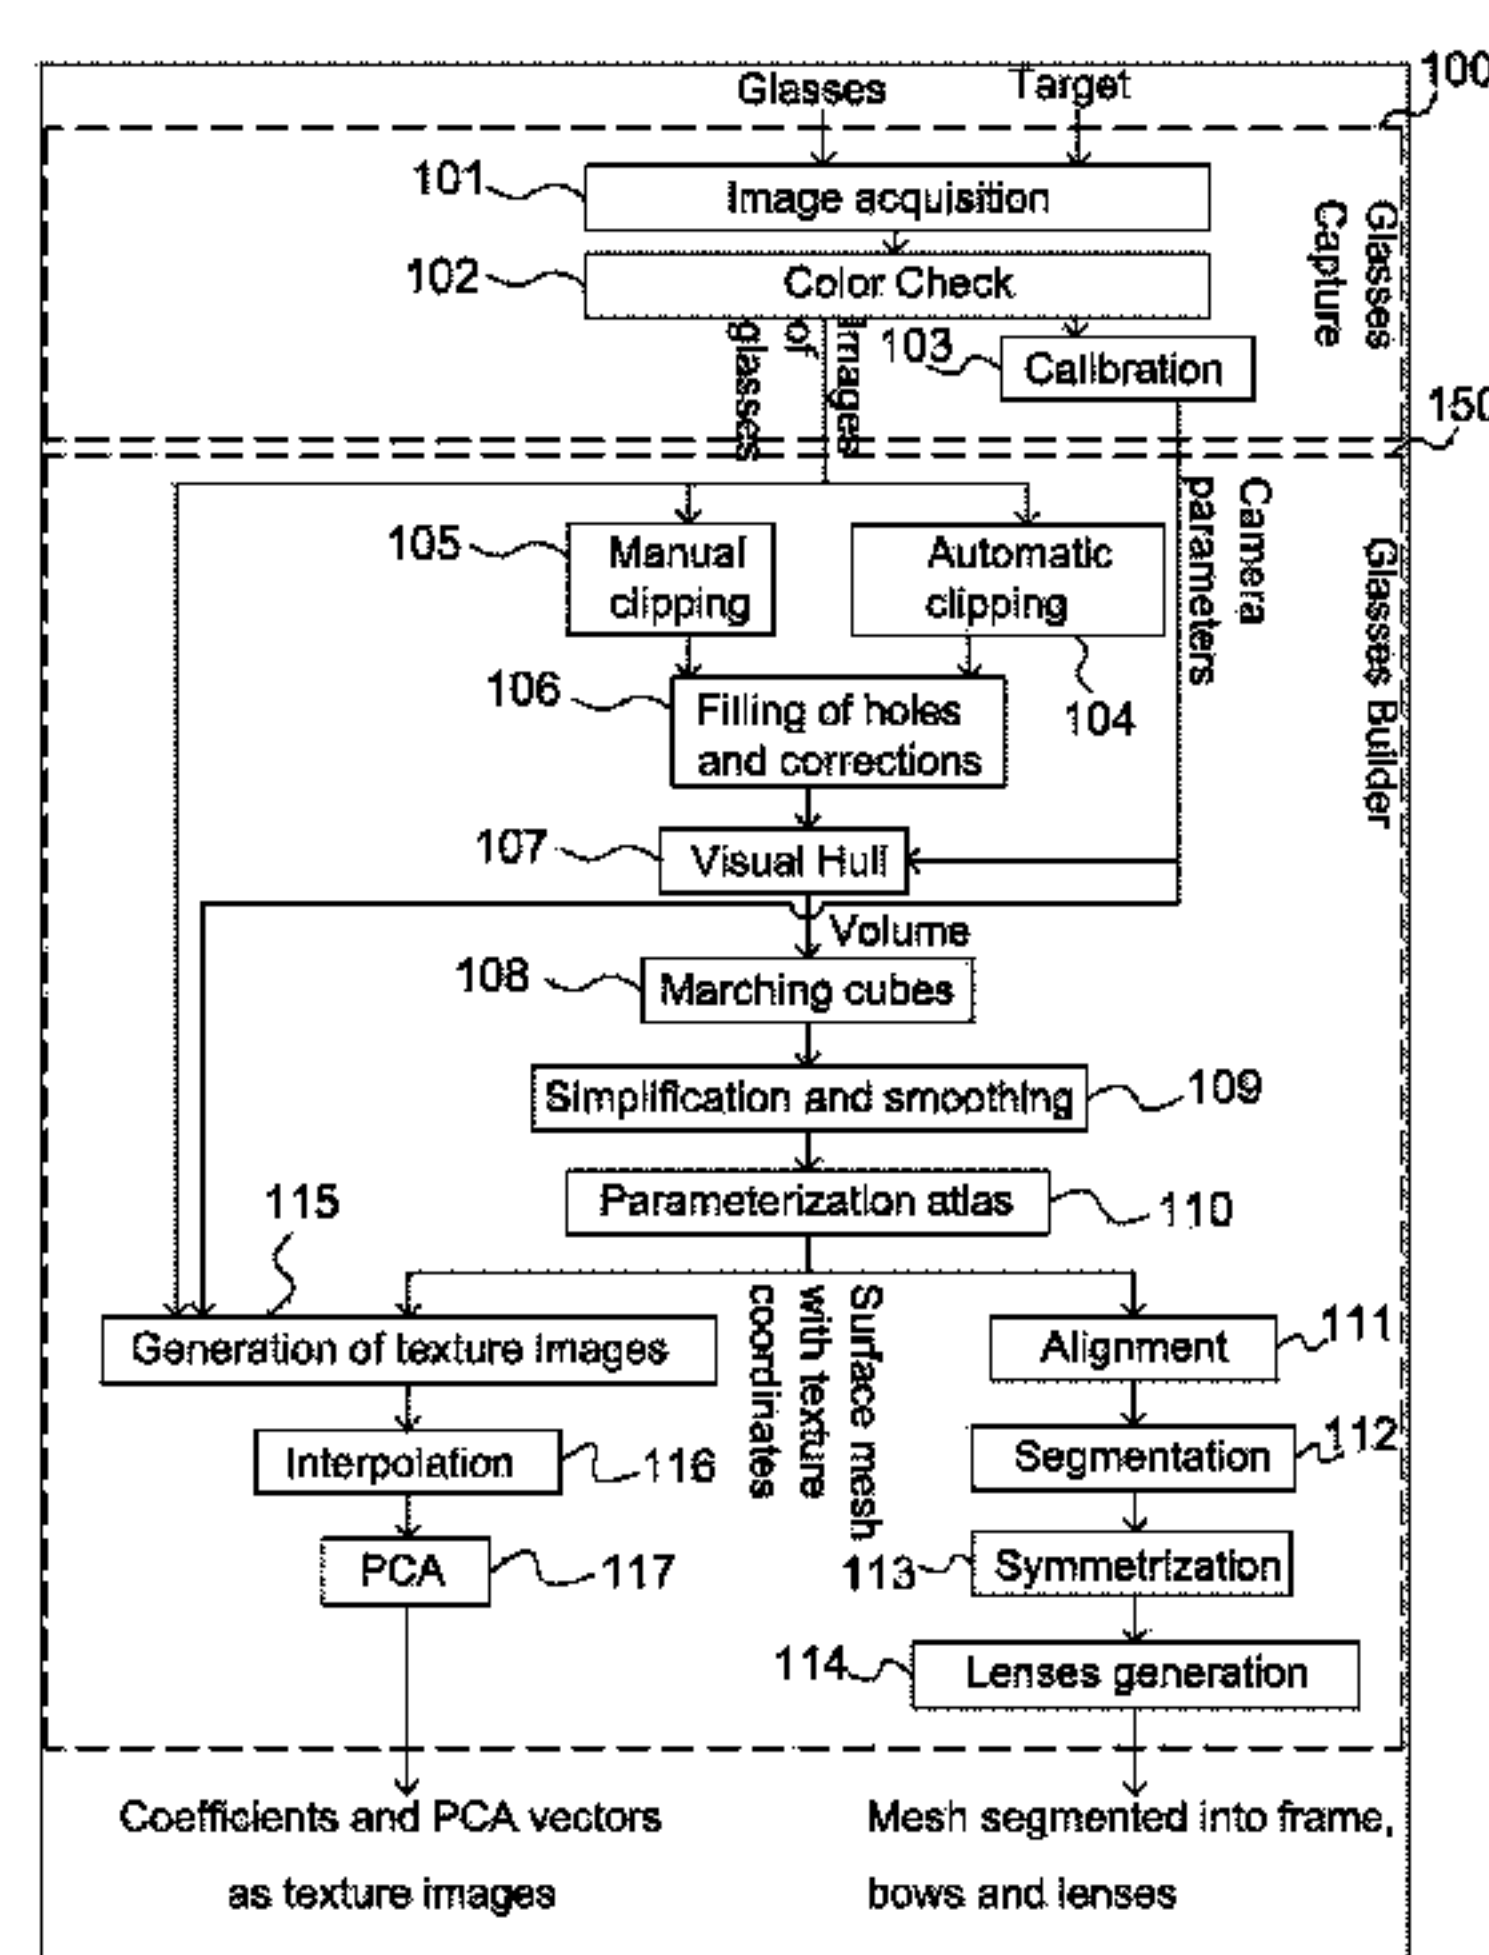 Glasses
Target
100
101
Image acquisition
102
Color Check
Glasses
Capture
Images
of
glasses
103
Calibration
150
Camera
parameters
105
Manual
clipping
Automatic
clipping
104
Glasses Builder
106
Filling of holes
and corrections
107
Visual Hull
Volume
108
Marching cubes
Simplification and smoothing
109
Parameterization atlas
110
115
Generation of texture images
Surface mesh
with texture
coordinates
Alignment
111
Interpolation
116
Segmentation
112
PCA
117
113
Symmetrization
114
Lenses generation
Coefficients and PCA vectors
as texture images
Mesh segmented into frame,
bows and lenses